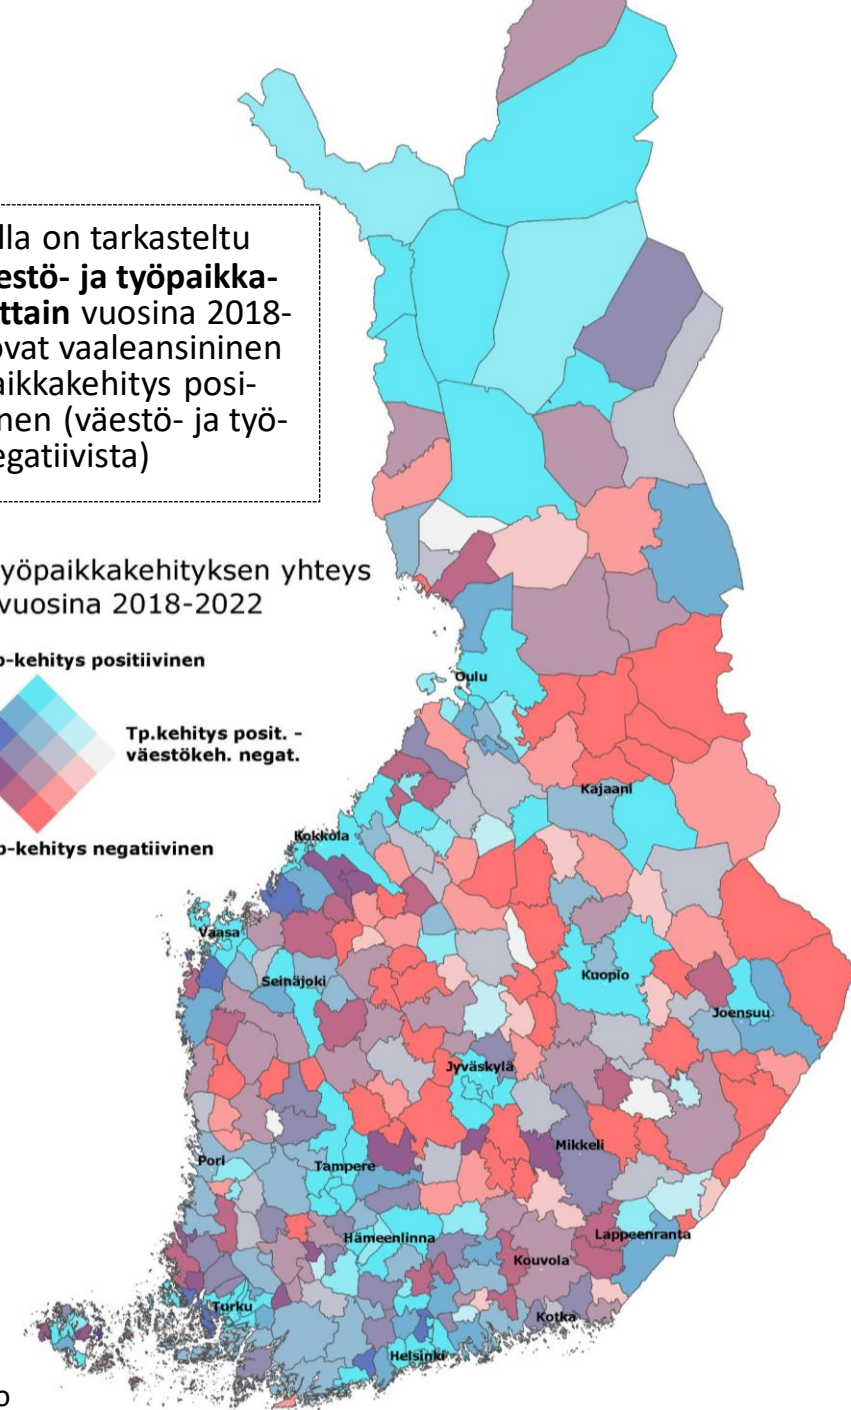 lla on tarkasteltu
estö- ja työpaikka-
ttain vuosina 2018-
ovat vaaleansininen
aikkakehitys posi-
nen (väestö- ja työ-
egatiivista)
yöpaikkakehityksen yhteys
vuosina 2018-2022
p-kehitys positiivinen
Tp.kehitys posit. -
väestökeh. negat.
p-kehitys negatiivinen
Oulu
Kajaani
Kokkola
Vaasa
Seinäjoki
Kuopio
Joensuu
Jyväskylä
Mikkeli
Pori
Tampere
Hämeenlinna
Lappeenranta
Kouvola
Turku
Kotka
Helsinki
o